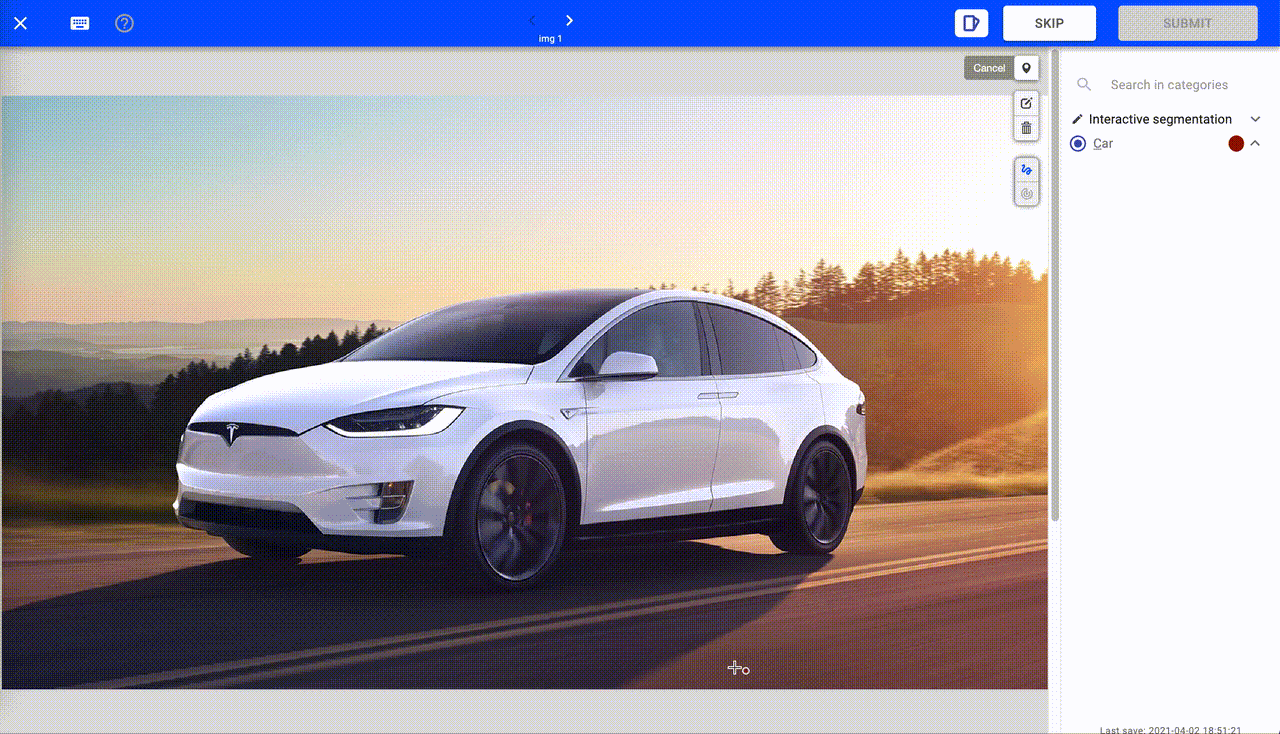 img 1
SKIP
SUBMIT
Cancel
Search in categories
Interactive segmentation
Car
Last save: 2021-04-02 18:51:21